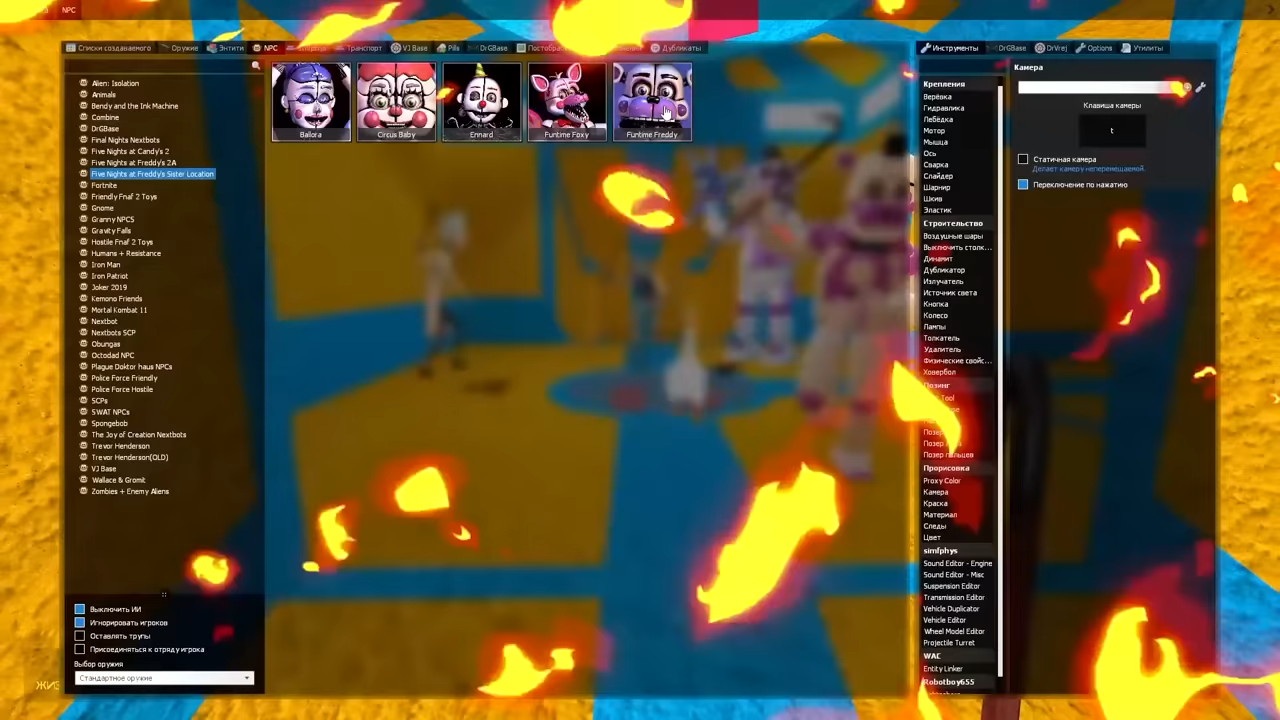 NPC
Списки создаваемого
Оружие
Энтити
NPC
Транспорт
VJ Base
Pills
DrGBase
Дубликаты
Инструменты
DrGBase
DrVrej
Options
Утилиты
Alien: Isolation
Animals
Bendy and the Ink Machine
Combine
DrGBase
Final Nights Nextbots
Five Nights at Candy's 2
Five Nights at Freddy's 2A
Five Nights at Freddy's Sister Location
Fortnite
Friendly Fnaf 2 Toys
Gnome
Granny NPCS
Gravity Falls
Hostile Fnaf 2 Toys
Humans + Resistance
Iron Man
Iron Patriot
Joker 2019
Kemono Friends
Mortal Kombat 11
Nextbot
Nextbots SCP
Obungas
Octodad NPC
Plague Doktor haus NPCs
Police Force Friendly
Police Force Hostile
SCPs
SWAT NPCs
Spongebob
The Joy of Creation Nextbots
Trevor Henderson
Trevor Henderson(OLD)
VJ Base
Wallace & Gromit
Zombies + Enemy Aliens
Выключить ИИ
Игнорировать игроков
Оставлять трупы
Присоединяться к отряду игрока
Выбор оружия
Стандартное оружие
Ballora
Circus Baby
Ennard
Funtime Foxy
Funtime Freddy
Крепления
Верёвка
Гидравлика
Лебёдка
Мотор
Мышца
Ось
Сварка
Слайдер
Шарнир
Шкив
Эластик
Строительство
Воздушные шары
Выключить столк...
Динамит
Дубликатор
Излучатель
Источник света
Кнопка
Колесо
Лампы
Толкатель
Удалитель
Физические свойс...
Ховербол
Позинг
Tool
Позер
Позер
Позер пальцев
Прорисовка
Proxy Color
Камера
Краска
Материал
Следы
Цвет
simfphys
Sound Editor - Engine
Sound Editor - Misc
Suspension Editor
Transmission Editor
Vehicle Duplicator
Vehicle Editor
Wheel Model Editor
Projectile Turret
WAC
Entity Linker
Robotboy655
Камера
Клавиша камеры
t
Статичная камера
Делает камеру неперемещаемой.
Переключение по нажатию